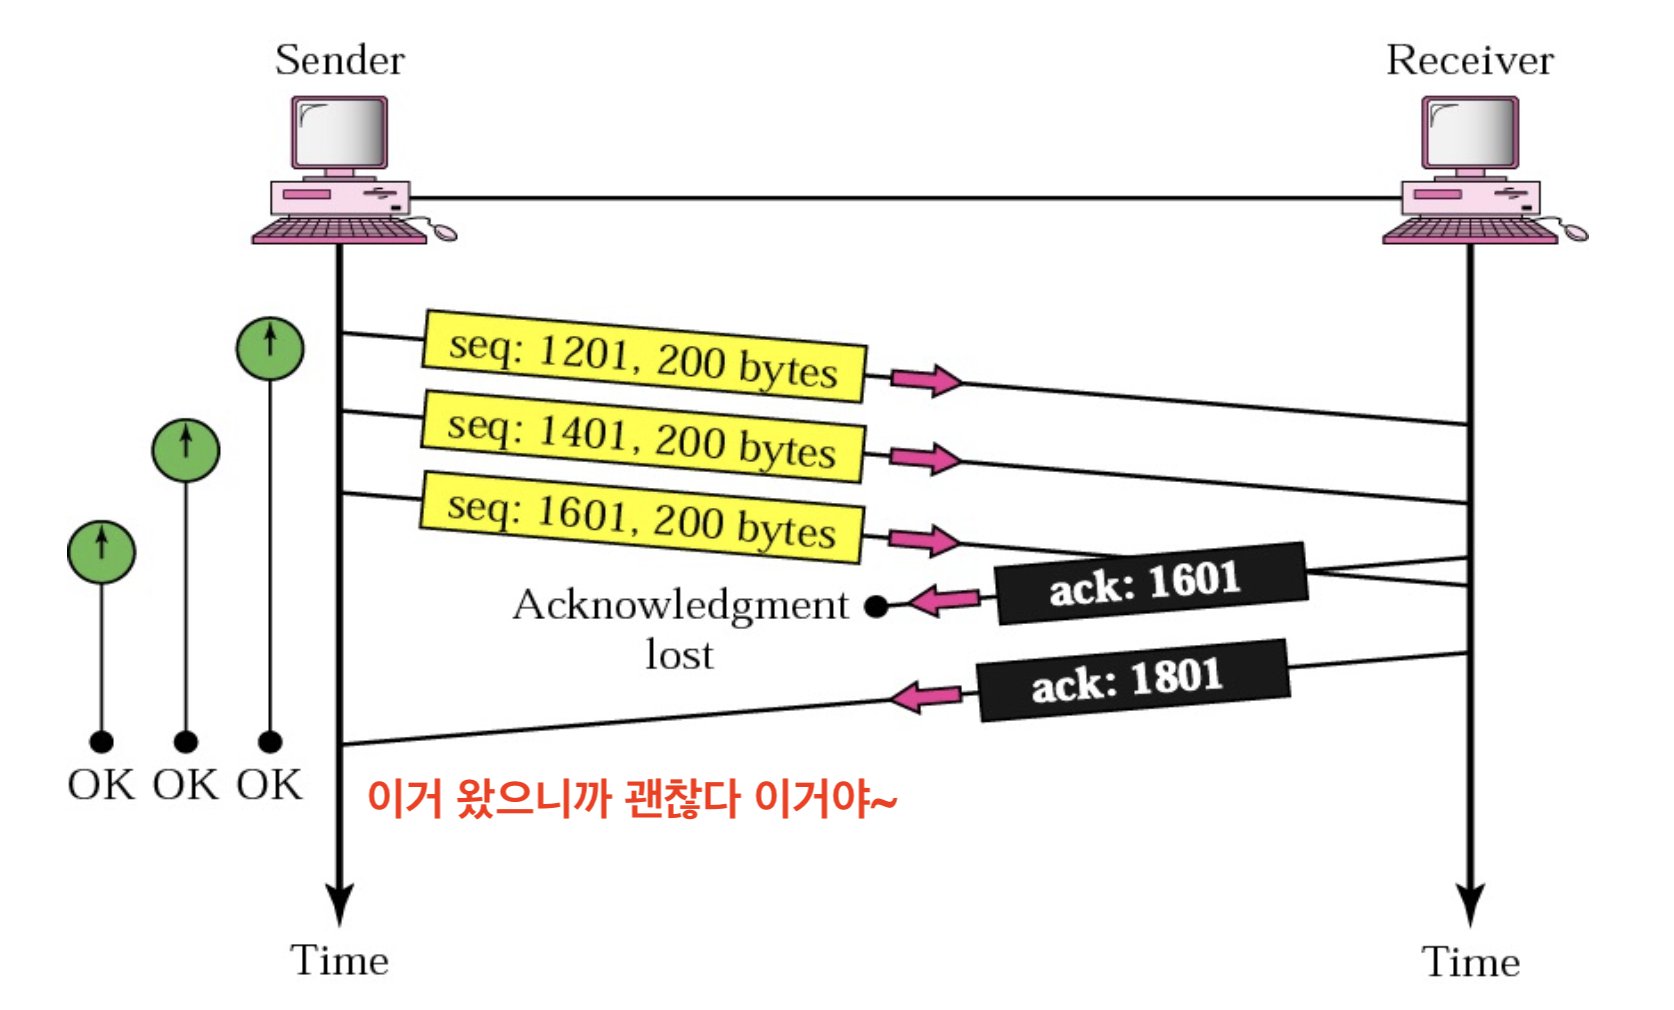 Sender
Receiver
seq: 1201, 200 bytes
seq: 1401, 200 bytes
seq: 1601, 200 bytes
ack: 1601
Acknowledgment
lost
ack: 1801
OK OK OK
이거 왔으니까 괜찮다 이거야~
Time
Time